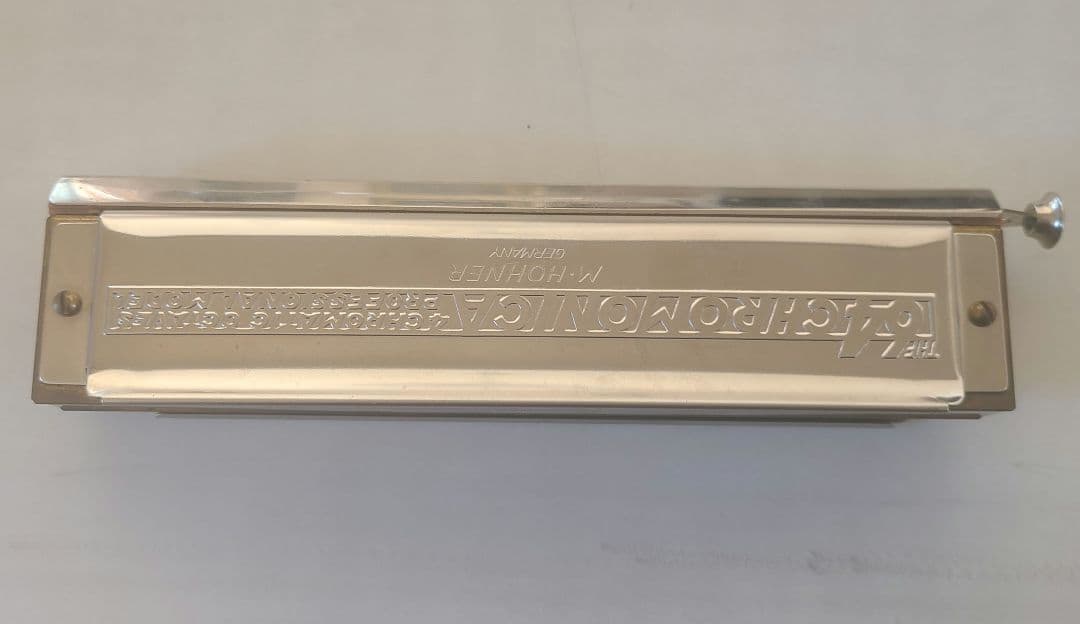 THE
64 CHROMONICA
4 CHROMATIC OCTAVES
PROFESSIONAL MODEL
M·HOHNER
GERMANY